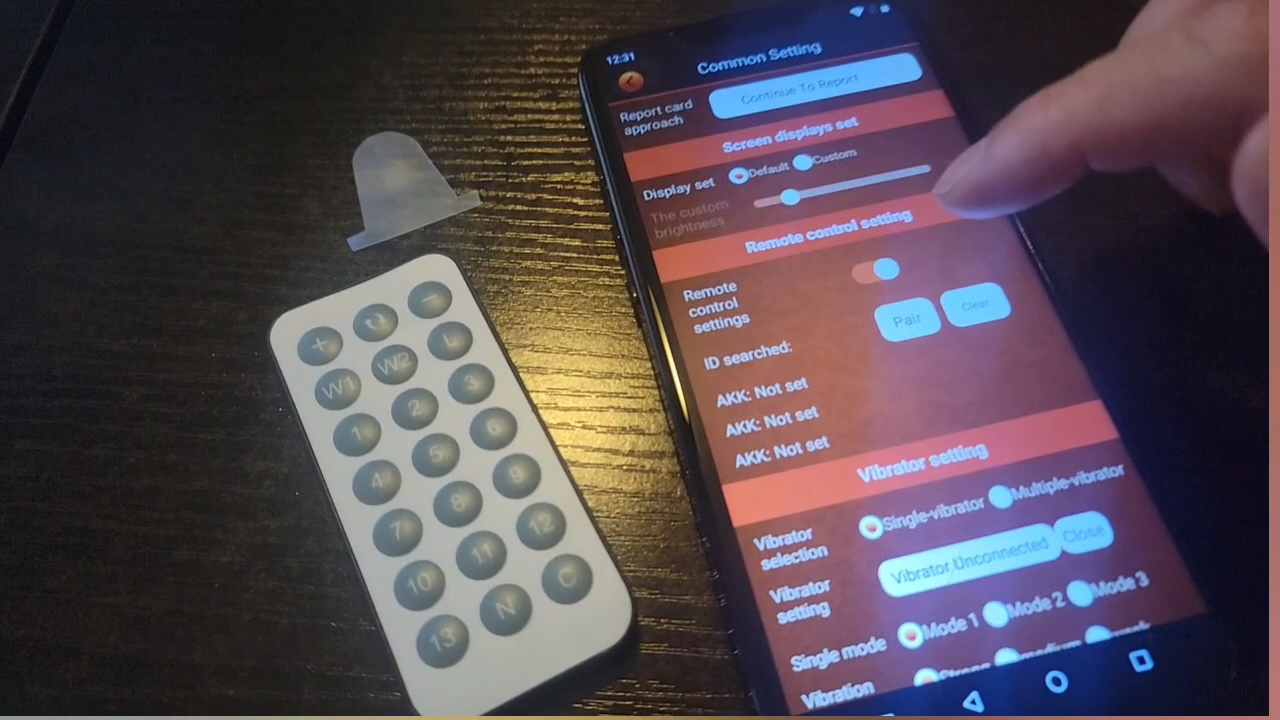 12:31
Common Setting
Report card approach
Continue To Report
Screen displays set
Display set
Default
Custom
The custom brightness
Remote control setting
Remote control settings
Pair
Clear
ID searched:
AKK: Not set
AKK: Not set
AKK: Not set
Vibrator setting
Vibrator selection
Single-vibrator
Multiple-vibrator
Vibrator setting
Vibrator Unconnected
Close
Single mode
Mode 1
Mode 2
Mode 3
Vibration
Strong
medium
+
−
W1
W2
L
1
2
3
4
5
6
7
8
9
10
11
12
13
N
C